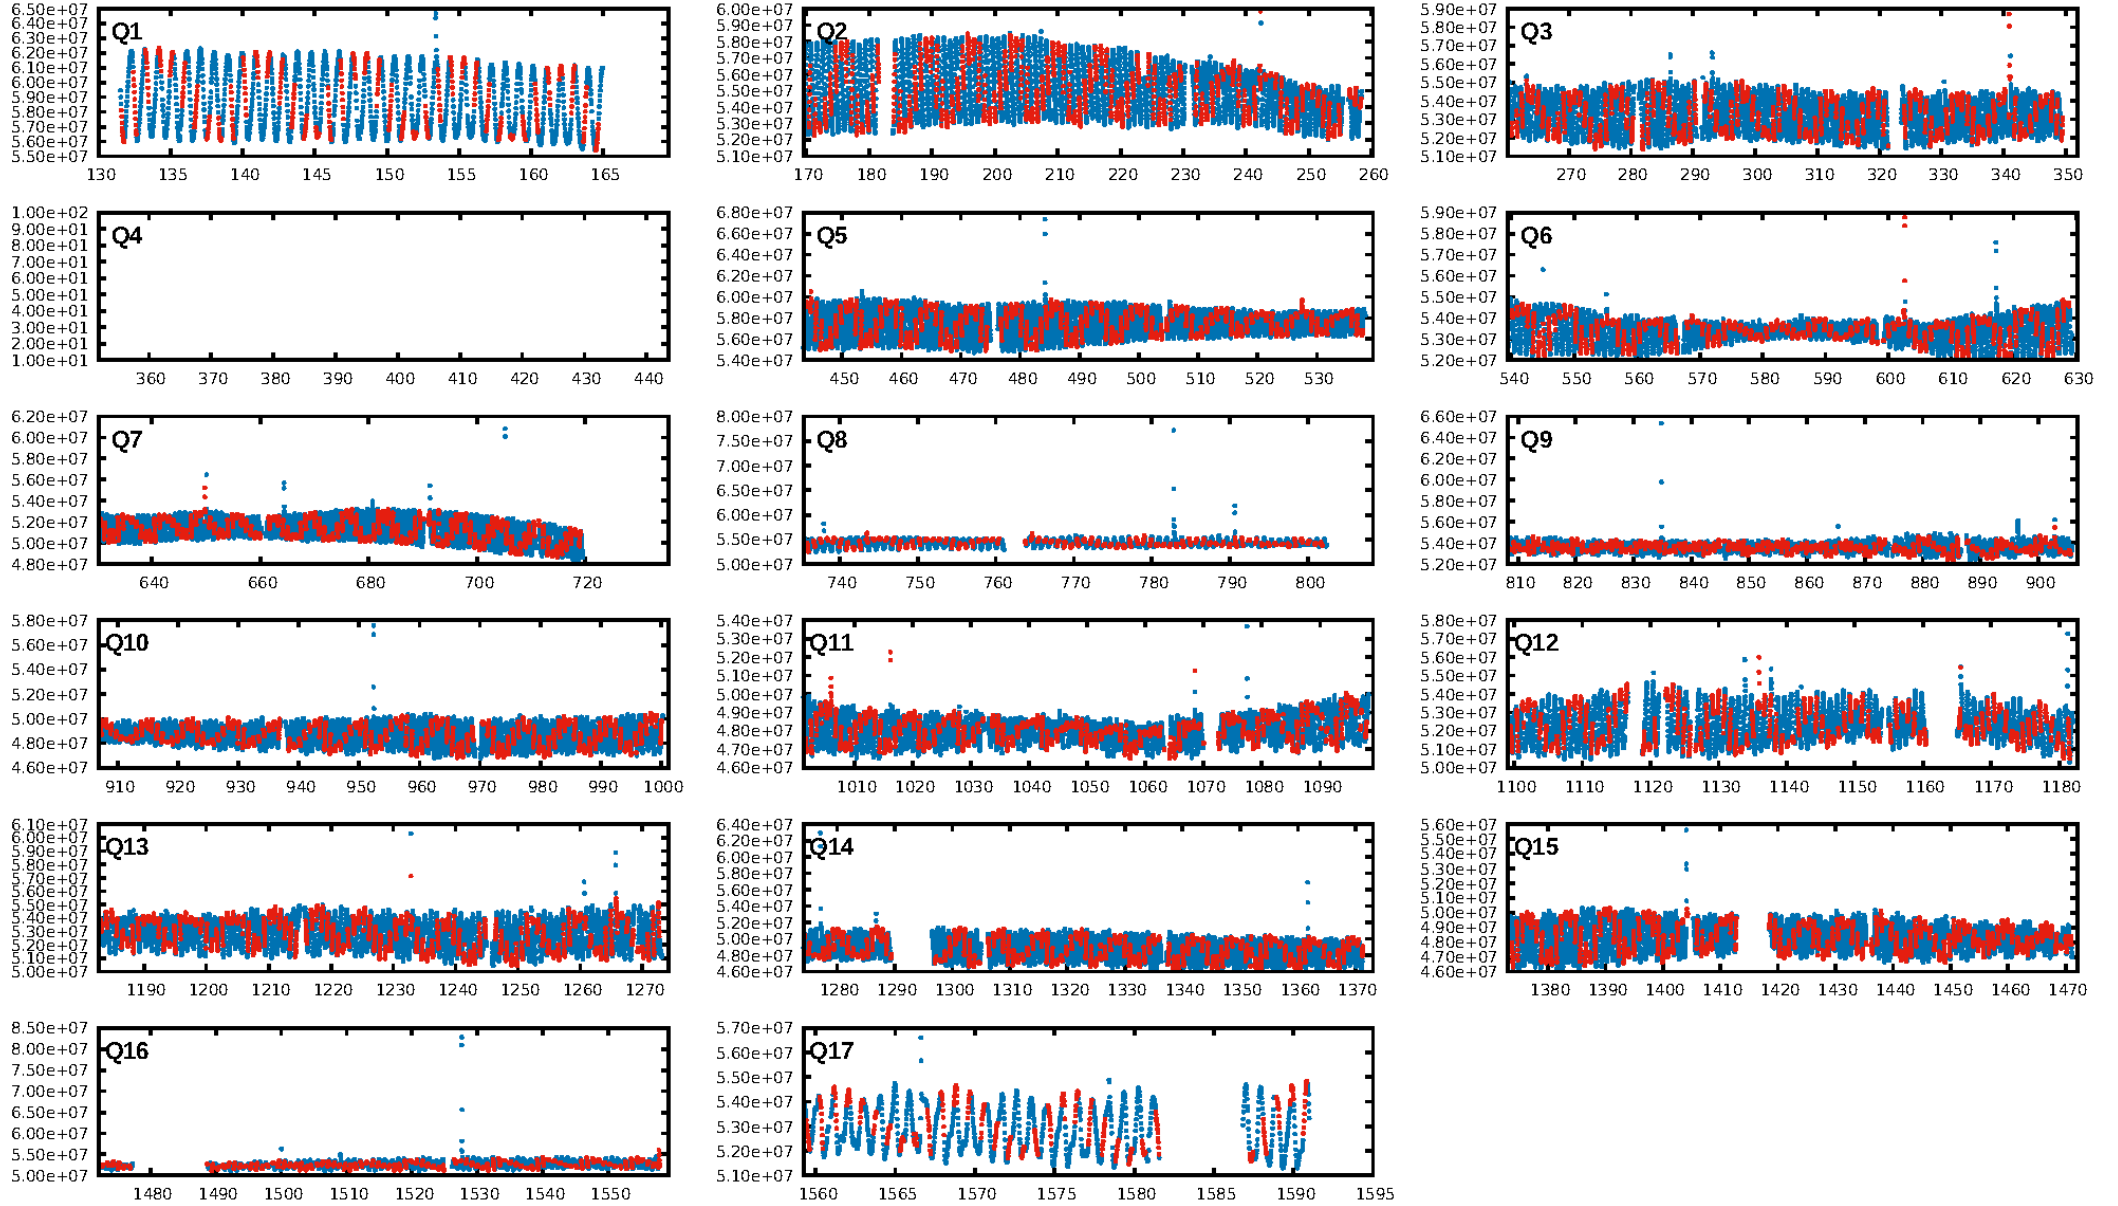 Q1
6.50e+07
6.40e+07
6.30e+07
6.20e+07
6.10e+07
6.00e+07
5.90e+07
5.80e+07
5.70e+07
5.60e+07
5.50e+07
130 135 140 145 150 155 160 165
Q2
6.00e+07
5.90e+07
5.80e+07
5.70e+07
5.60e+07
5.50e+07
5.40e+07
5.30e+07
5.20e+07
5.10e+07
170 180 190 200 210 220 230 240 250 260
Q3
5.90e+07
5.80e+07
5.70e+07
5.60e+07
5.50e+07
5.40e+07
5.30e+07
5.20e+07
5.10e+07
270 280 290 300 310 320 330 340 350
Q4
1.00e+02
9.00e+01
8.00e+01
7.00e+01
6.00e+01
5.00e+01
4.00e+01
3.00e+01
2.00e+01
1.00e+01
360 370 380 390 400 410 420 430 440
Q5
6.80e+07
6.60e+07
6.40e+07
6.20e+07
6.00e+07
5.80e+07
5.60e+07
5.40e+07
450 460 470 480 490 500 510 520 530
Q6
5.90e+07
5.80e+07
5.70e+07
5.60e+07
5.50e+07
5.40e+07
5.30e+07
5.20e+07
540 550 560 570 580 590 600 610 620 630
Q7
6.20e+07
6.00e+07
5.80e+07
5.60e+07
5.40e+07
5.20e+07
5.00e+07
4.80e+07
640 660 680 700 720
Q8
8.00e+07
7.50e+07
7.00e+07
6.50e+07
6.00e+07
5.50e+07
5.00e+07
740 750 760 770 780 790 800
Q9
6.60e+07
6.40e+07
6.20e+07
6.00e+07
5.80e+07
5.60e+07
5.40e+07
5.20e+07
810 820 830 840 850 860 870 880 890 900
Q10
5.80e+07
5.60e+07
5.40e+07
5.20e+07
5.00e+07
4.80e+07
4.60e+07
910 920 930 940 950 960 970 980 990 1000
Q11
5.40e+07
5.30e+07
5.20e+07
5.10e+07
5.00e+07
4.90e+07
4.80e+07
4.70e+07
4.60e+07
1010 1020 1030 1040 1050 1060 1070 1080 1090
Q12
5.80e+07
5.70e+07
5.60e+07
5.50e+07
5.40e+07
5.30e+07
5.20e+07
5.10e+07
5.00e+07
1100 1110 1120 1130 1140 1150 1160 1170 1180
Q13
6.10e+07
6.00e+07
5.90e+07
5.80e+07
5.70e+07
5.60e+07
5.50e+07
5.40e+07
5.30e+07
5.20e+07
5.10e+07
5.00e+07
1190 1200 1210 1220 1230 1240 1250 1260 1270
Q14
6.40e+07
6.20e+07
6.00e+07
5.80e+07
5.60e+07
5.40e+07
5.20e+07
5.00e+07
4.80e+07
4.60e+07
1280 1290 1300 1310 1320 1330 1340 1350 1360 1370
Q15
5.60e+07
5.50e+07
5.40e+07
5.30e+07
5.20e+07
5.10e+07
5.00e+07
4.90e+07
4.80e+07
4.70e+07
4.60e+07
1380 1390 1400 1410 1420 1430 1440 1450 1460 1470
Q16
8.50e+07
8.00e+07
7.50e+07
7.00e+07
6.50e+07
6.00e+07
5.50e+07
5.00e+07
1480 1490 1500 1510 1520 1530 1540 1550
Q17
5.70e+07
5.60e+07
5.50e+07
5.40e+07
5.30e+07
5.20e+07
5.10e+07
1560 1565 1570 1575 1580 1585 1590 1595